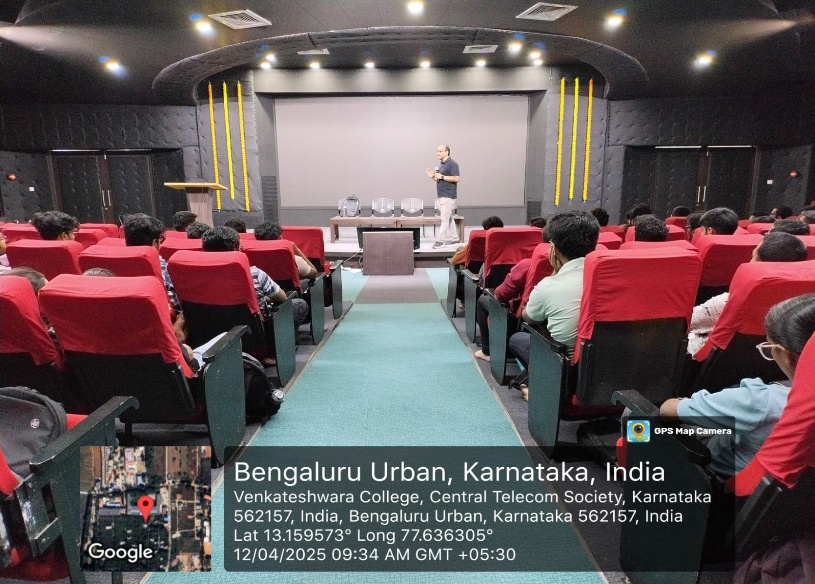 GPS Map Camera
Bengaluru Urban, Karnataka, India
Venkateshwara College, Central Telecom Society, Karnataka
562157, India, Bengaluru Urban, Karnataka 562157, India
Lat 13.159573° Long 77.636305°
12/04/2025 09:34 AM GMT +05:30
Google